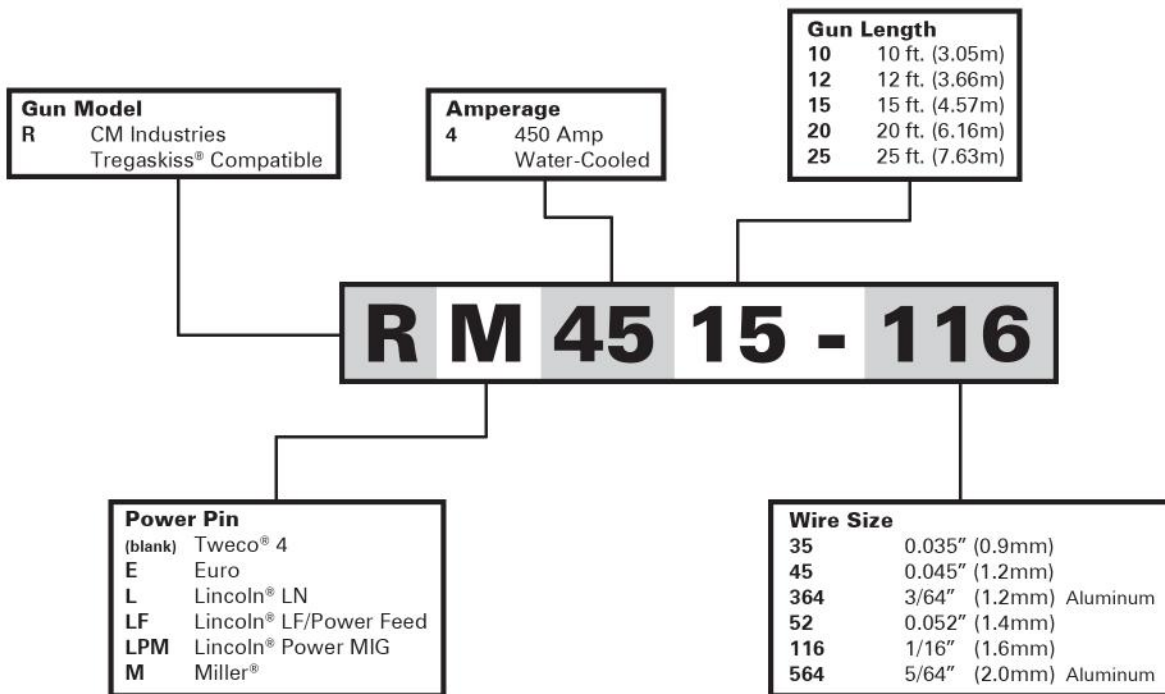 Gun Model
R CM Industries
Tregaskiss® Compatible
Amperage
4 450 Amp
Water-Cooled
Gun Length
10 10 ft. (3.05m)
12 12 ft. (3.66m)
15 15 ft. (4.57m)
20 20 ft. (6.16m)
25 25 ft. (7.63m)
R M 45 15 - 116
Power Pin
(blank) Tweco® 4
E Euro
L Lincoln® LN
LF Lincoln® LF/Power Feed
LPM Lincoln® Power MIG
M Miller®
Wire Size
35 0.035” (0.9mm)
45 0.045” (1.2mm)
364 3/64” (1.2mm) Aluminum
52 0.052” (1.4mm)
116 1/16” (1.6mm)
564 5/64” (2.0mm) Aluminum